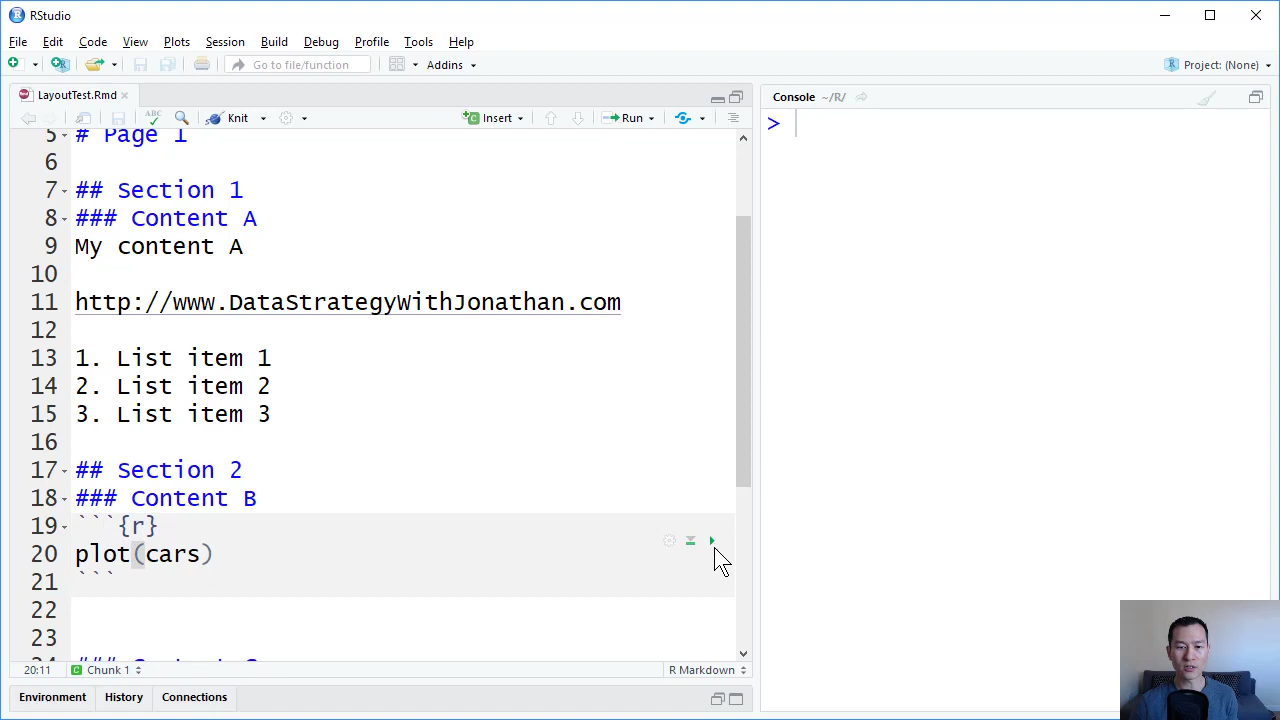 RStudio
File Edit Code View Plots Session Build Debug Profile Tools Help
Go to file/function Addins Project: (None)
LayoutTest.Rmd
Knit Insert Run
5 # Page 1
6
7 ## Section 1
8 ### Content A
9 My content A
10
11 http://www.DataStrategyWithJonathan.com
12
13 1. List item 1
14 2. List item 2
15 3. List item 3
16
17 ## Section 2
18 ### Content B
19 ```{r}
20 plot(cars)
21 ```
22
23
20:11 Chunk 1 R Markdown
Environment History Connections
Console ~/R/
>